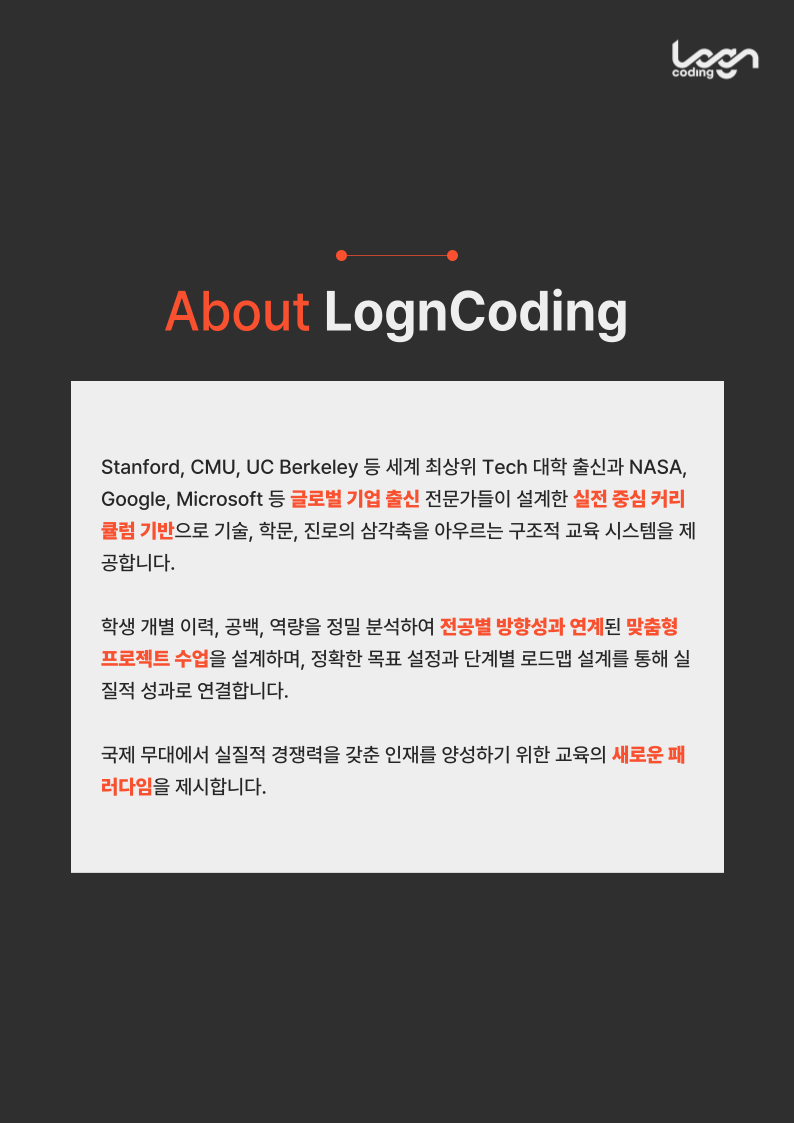 Logn
coding
About LognCoding
Stanford, CMU, UC Berkeley 등 세계 최상위 Tech 대학 출신과 NASA,
Google, Microsoft 등 글로벌 기업 출신 전문가들이 설계한 실전 중심 커리
큘럼 기반으로 기술, 학문, 진로의 삼각축을 아우르는 구조적 교육 시스템을 제
공합니다.
학생 개별 이력, 공백, 역량을 정밀 분석하여 전공별 방향성과 연계된 맞춤형
프로젝트 수업을 설계하며, 정확한 목표 설정과 단계별 로드맵 설계를 통해 실
질적 성과로 연결합니다.
국제 무대에서 실질적 경쟁력을 갖춘 인재를 양성하기 위한 교육의 새로운 패
러다임을 제시합니다.